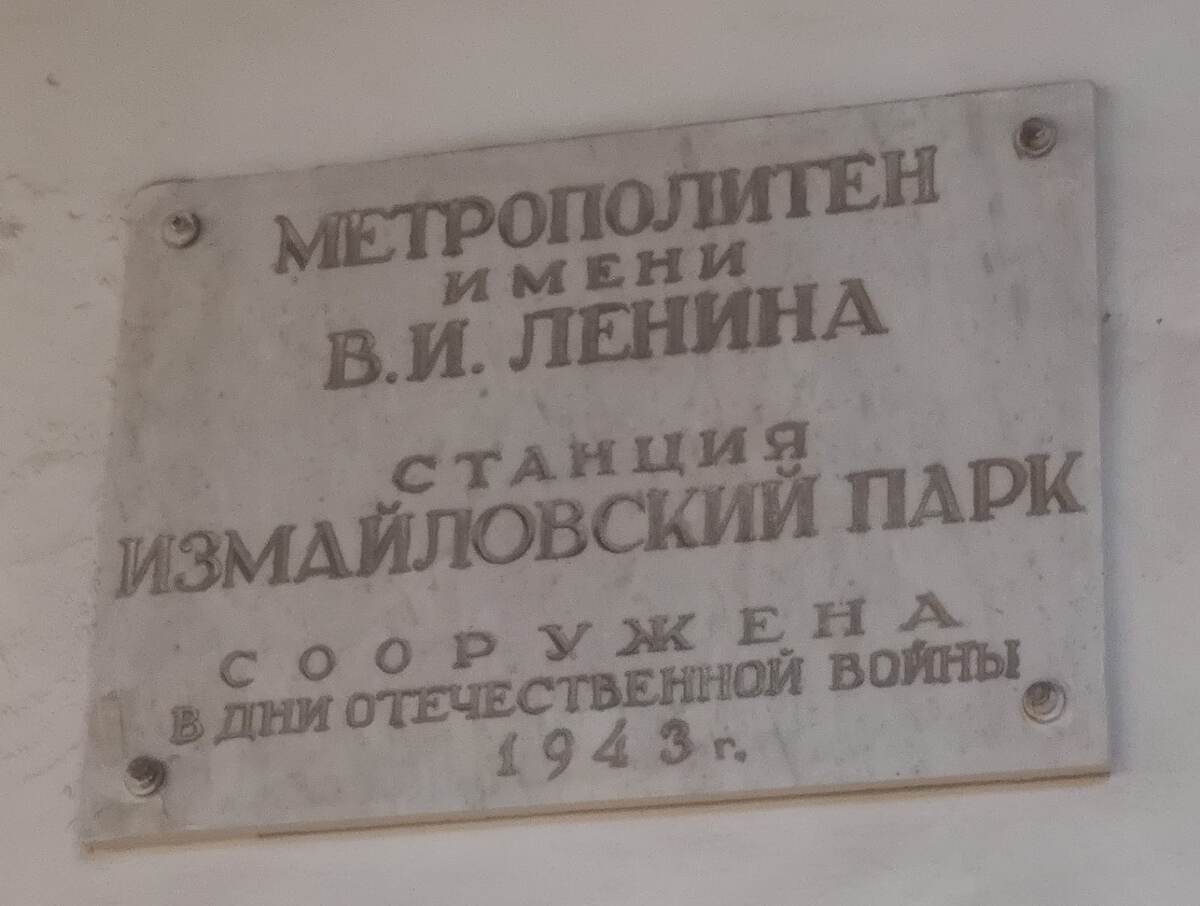 МЕТРОПОЛИТЕН
ИМЕНИ
В.И. ЛЕНИНА
СТАНЦИЯ
ИЗМАЙЛОВСКИЙ ПАРК
СООРУЖЕНА
В ДНИ ОТЕЧЕСТВЕННОЙ ВОЙНЫ
1943 г.